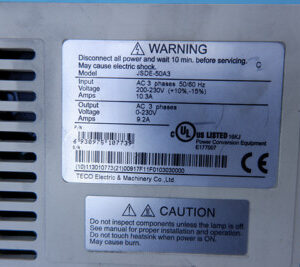 WARNING
Disconnect all power and wait 10 min. before servicing.
May cause electric shock.
Model JSDE-50A3
Input AC 3 phases 50/60 Hz
Voltage 200-230V (+10%,-15%)
Amps 10.3A
Output AC 3 phases
Voltage 0-230V
Amps 9.2A
P/N
C UL US LISTED 16KJ
Power Conversion Equipment
E177007
S/N
TECO Electric & Machinery Co.,Ltd
CAUTION
Do not inspect components unless the lamp is off.
See manual for proper installation and operation.
Do not touch heatsink when power is ON.
May cause burn.